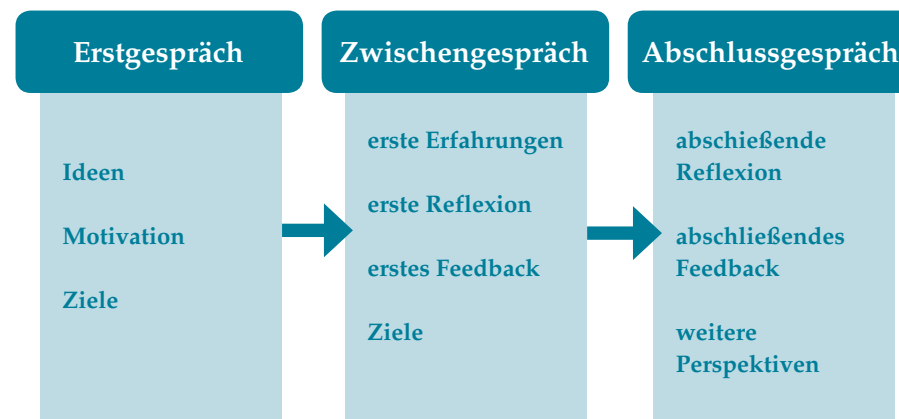 Erstgespräch
Ideen
Motivation
Ziele
Zwischengespräch
erste Erfahrungen
erste Reflexion
erstes Feedback
Ziele
Abschlussgespräch
abschießende
Reflexion
abschließendes
Feedback
weitere
Perspektiven